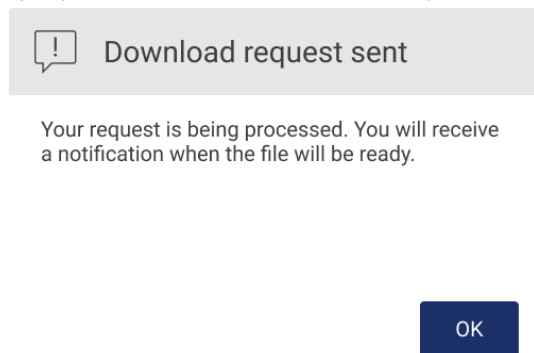 Download request sent
Your request is being processed. You will receive
a notification when the file will be ready.
OK